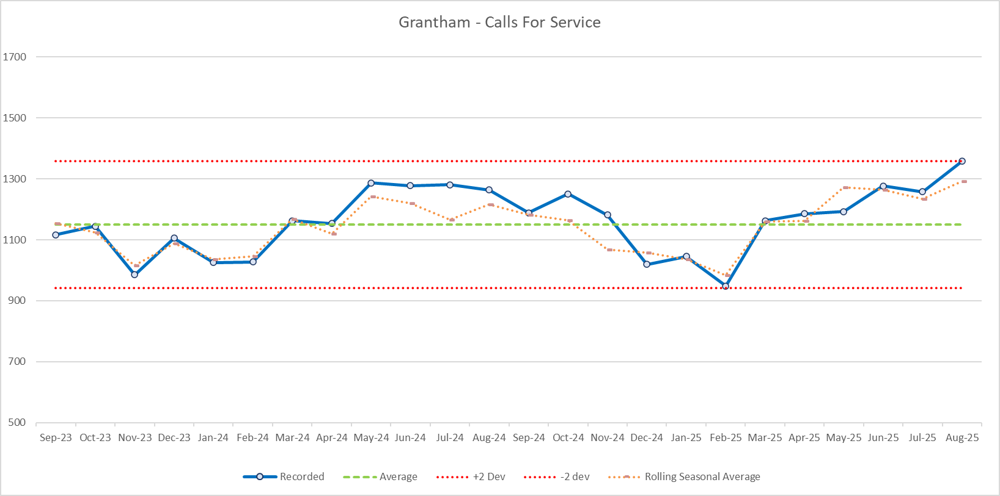 Grantham - Calls For Service
1700
1500
1300
1100
900
700
500
Sep-23 Oct-23 Nov-23 Dec-23 Jan-24 Feb-24 Mar-24 Apr-24 May-24 Jun-24 Jul-24 Aug-24 Sep-24 Oct-24 Nov-24 Dec-24 Jan-25 Feb-25 Mar-25 Apr-25 May-25 Jun-25 Jul-25 Aug-25
Recorded Average +2 Dev -2 dev Rolling Seasonal Average